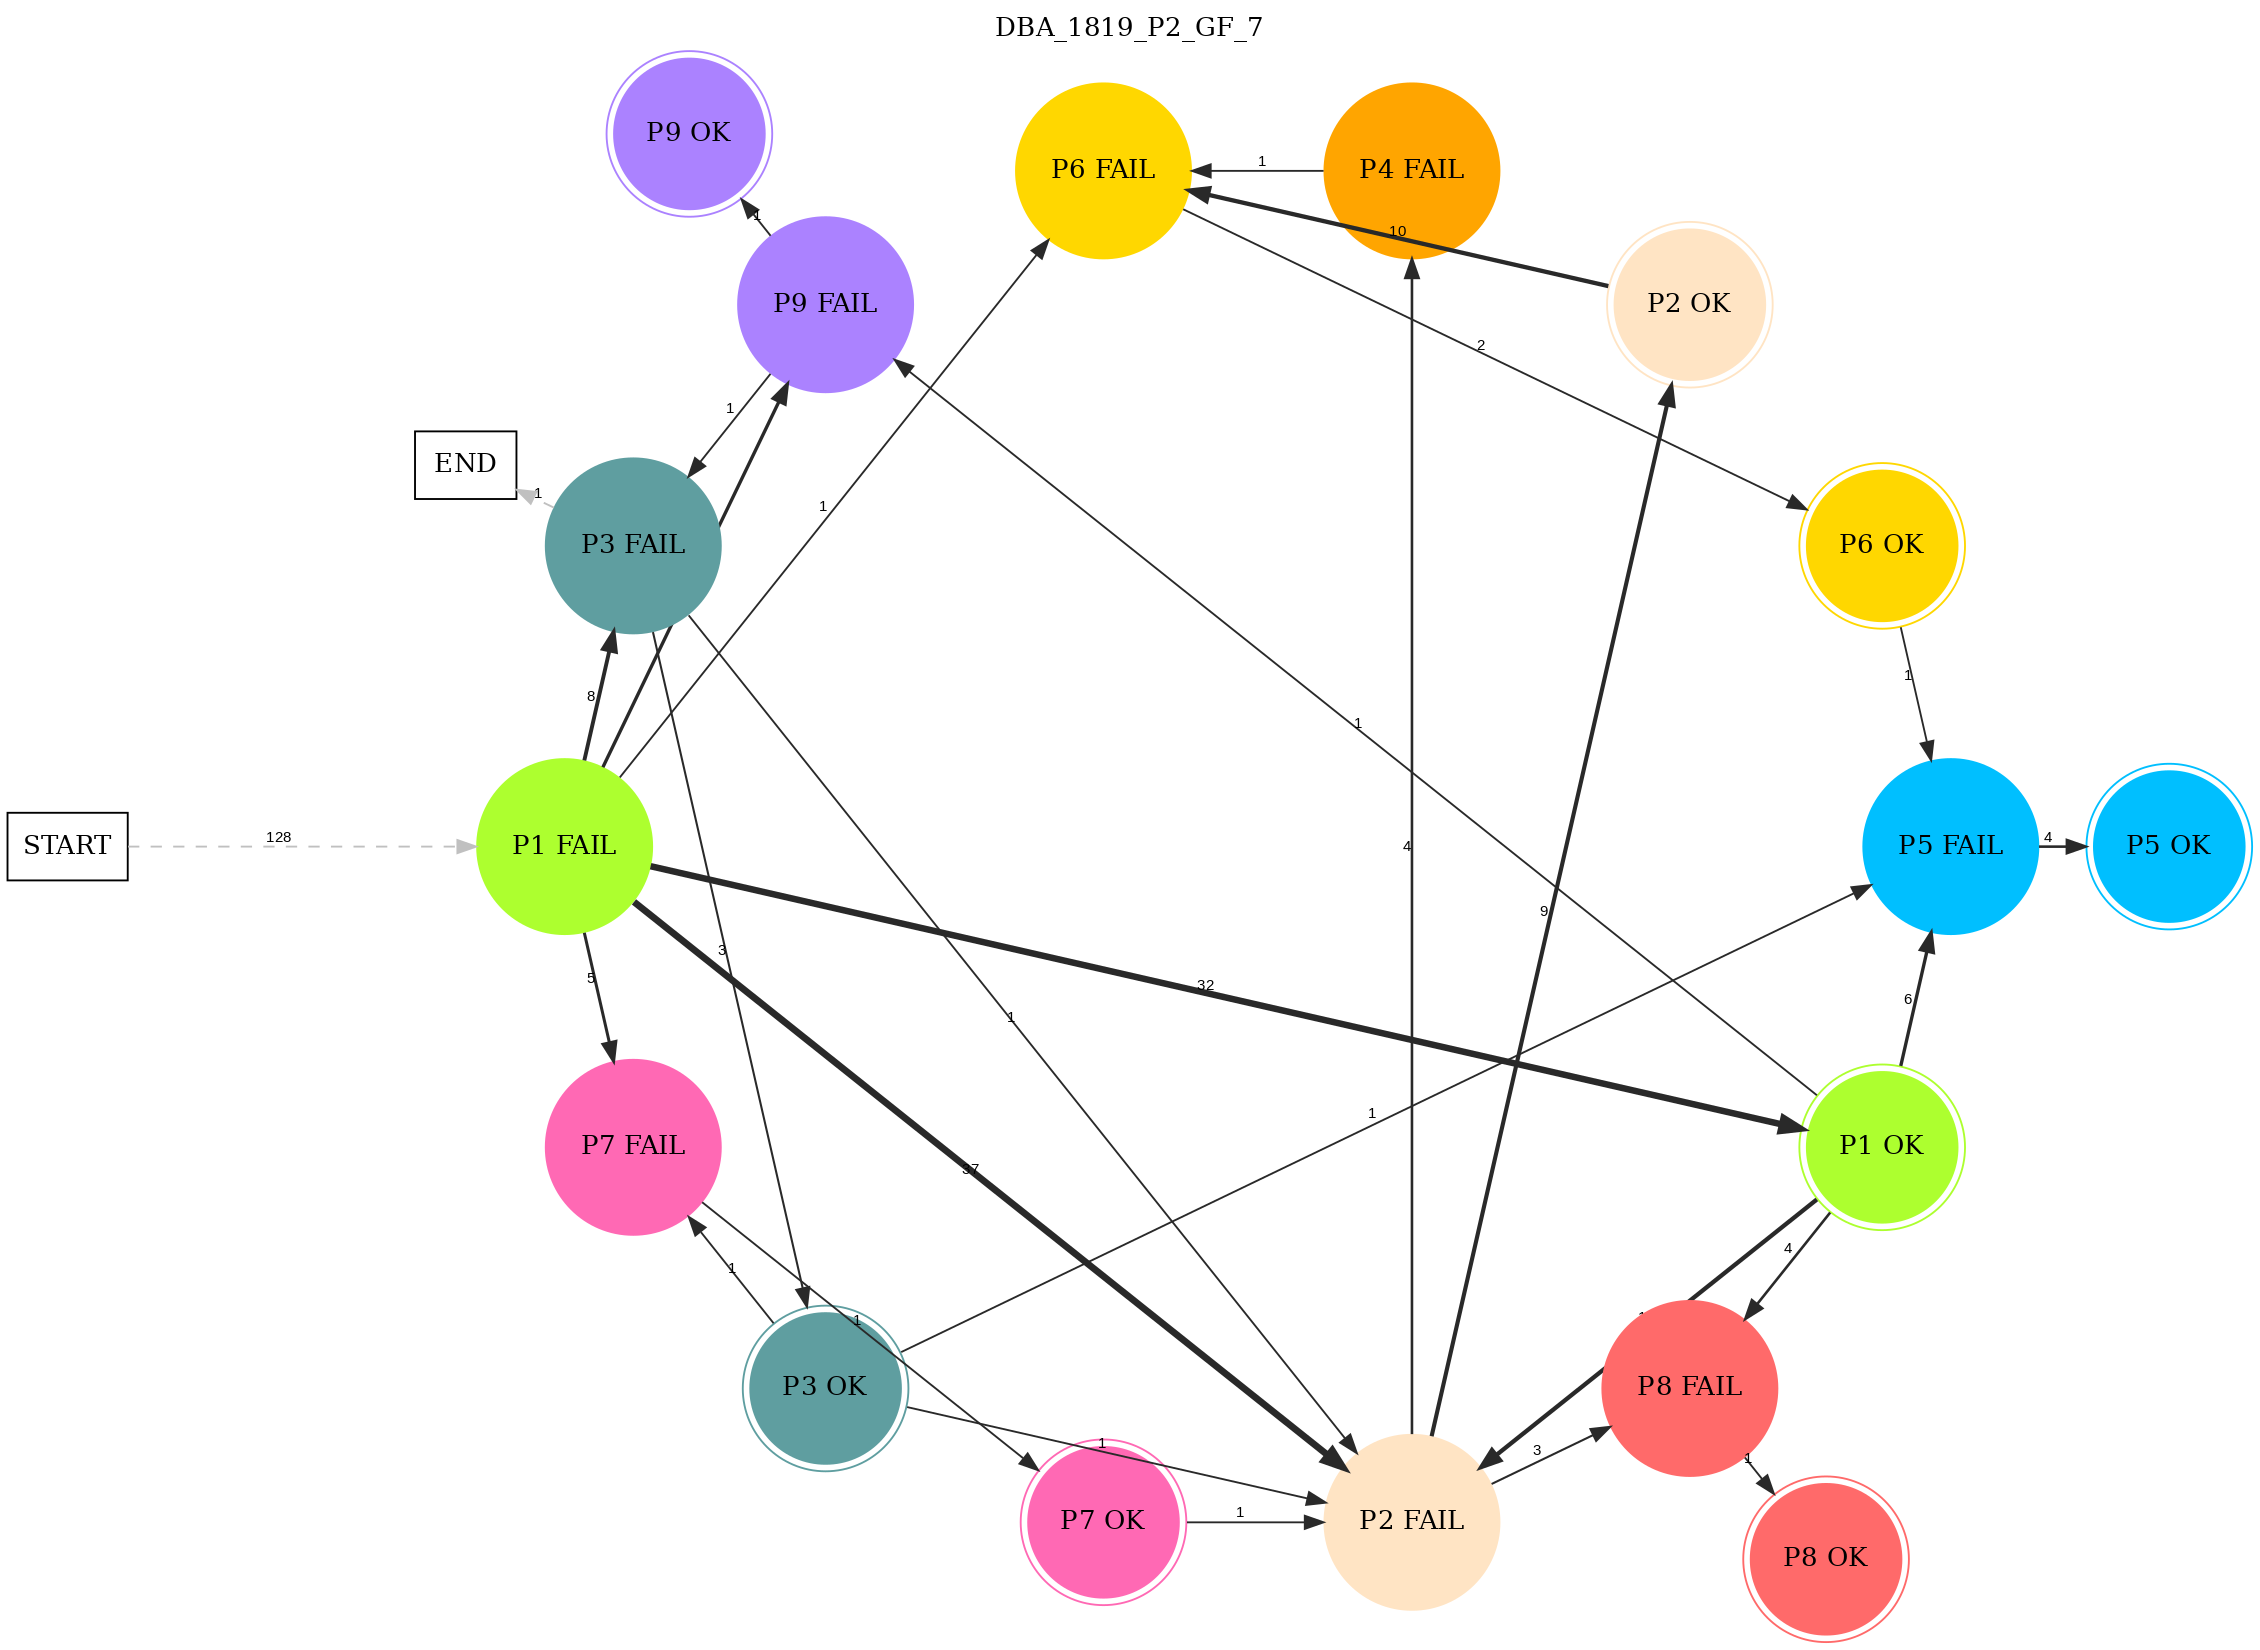 DBA_1819_P2_GF_7
P9 OK
P6 FAIL
1
P4 FAIL
1
10
P9 FAIL
P2 OK
2
1
END
1
1
P3 FAIL
P6 OK
8
1
1
START
128
P1 FAIL
4
P5 FAIL
4
P5 OK
9
3
5
32
6
1
1
P7 FAIL
37
P1 OK
1
4
1
1
P3 OK
P8 FAIL
1
3
1
P7 OK
1
P2 FAIL
P8 OK